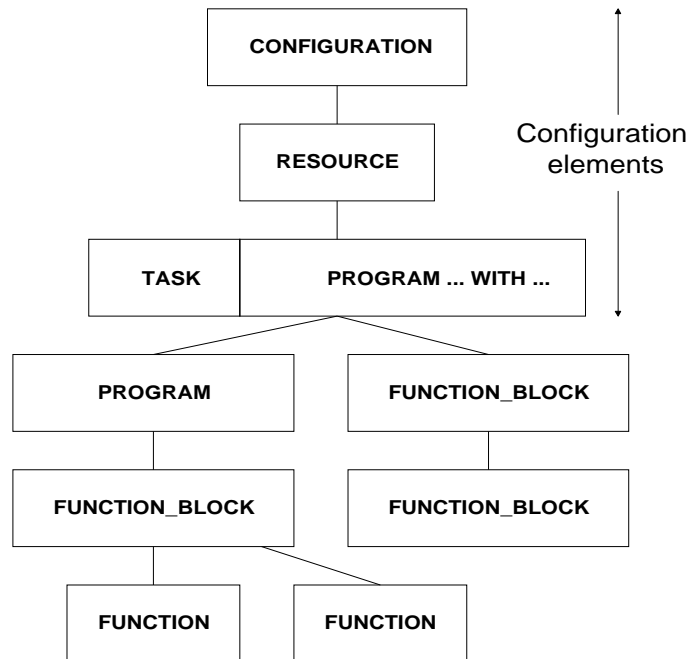 CONFIGURATION
RESOURCE
Configuration
elements
TASK
PROGRAM ... WITH ...
PROGRAM
FUNCTION_BLOCK
FUNCTION_BLOCK
FUNCTION_BLOCK
FUNCTION
FUNCTION